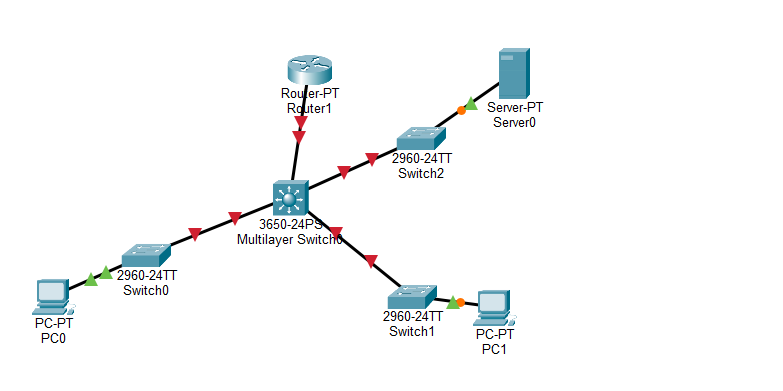 Router-PT
Router1
Server-PT
Server0
2960-24TT
Switch2
3650-24PS
Multilayer Switch0
2960-24TT
Switch0
PC-PT
PC0
2960-24TT
Switch1
PC-PT
PC1